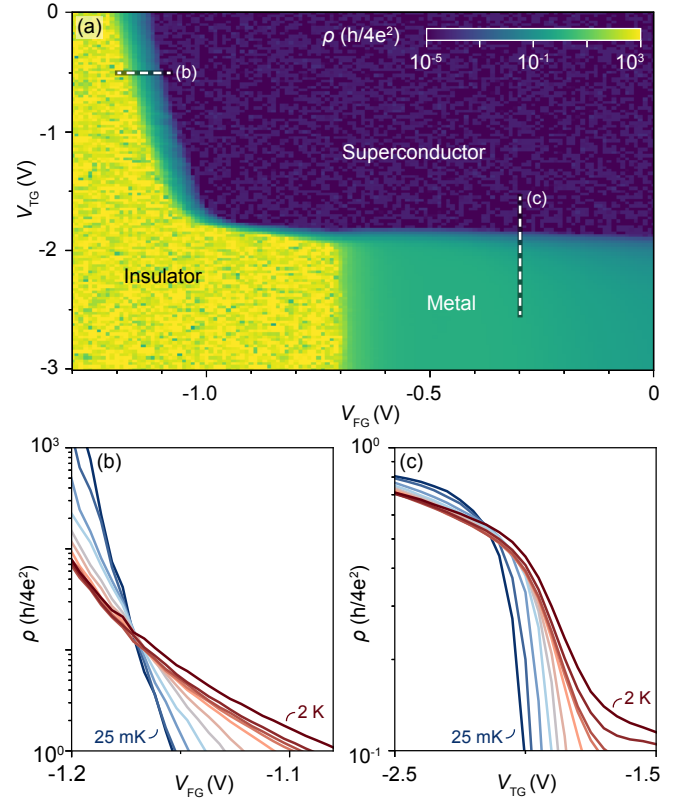 (a)
ρ (h/4e²)
10⁻⁵
10⁻¹
10³
0
-1
-2
-3
V_TG (V)
(b)
Superconductor
(c)
Insulator
Metal
-1.0
-0.5
0
V_FG (V)
(b)
10³
10⁰
ρ (h/4e²)
25 mK
2 K
-1.2
-1.1
V_FG (V)
(c)
10⁰
10⁻¹
ρ (h/4e²)
25 mK
2 K
-2.5
-1.5
V_TG (V)